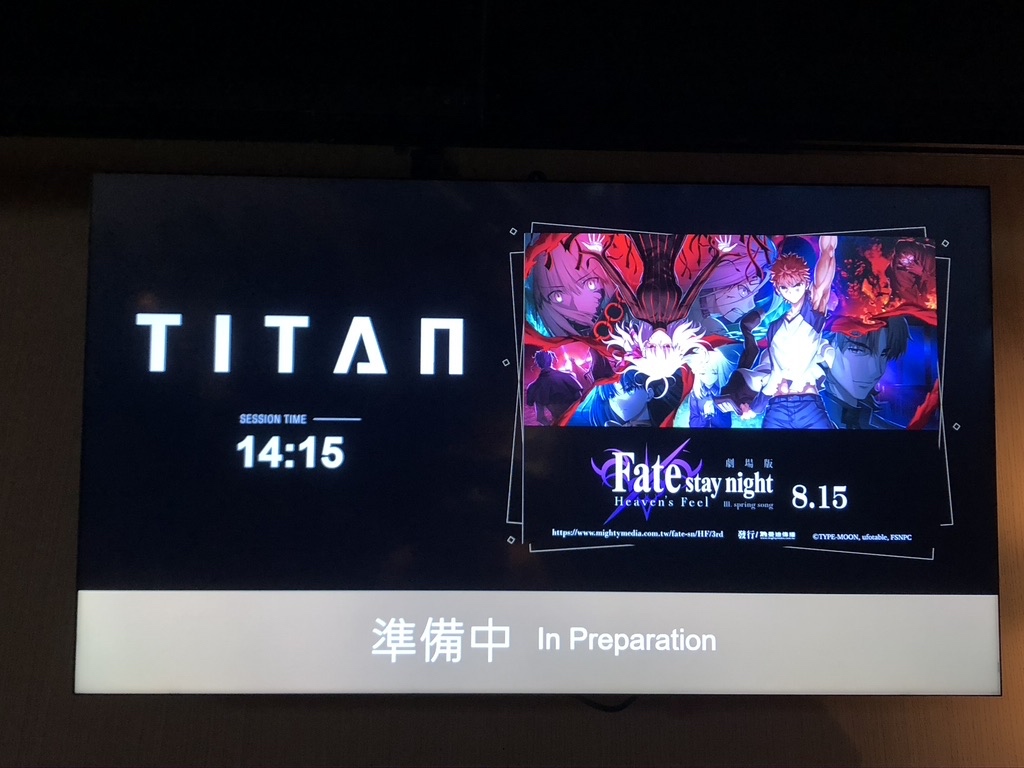 TITAN
SESSION TIME
14:15
劇場版
Fate stay night
Heaven's Feel
III. spring song
8.15
https://www.mightymedia.com.tw/fate-sn/HF/3rd
發行/
©TYPE-MOON, ufotable, FSNPC
準備中 In Preparation